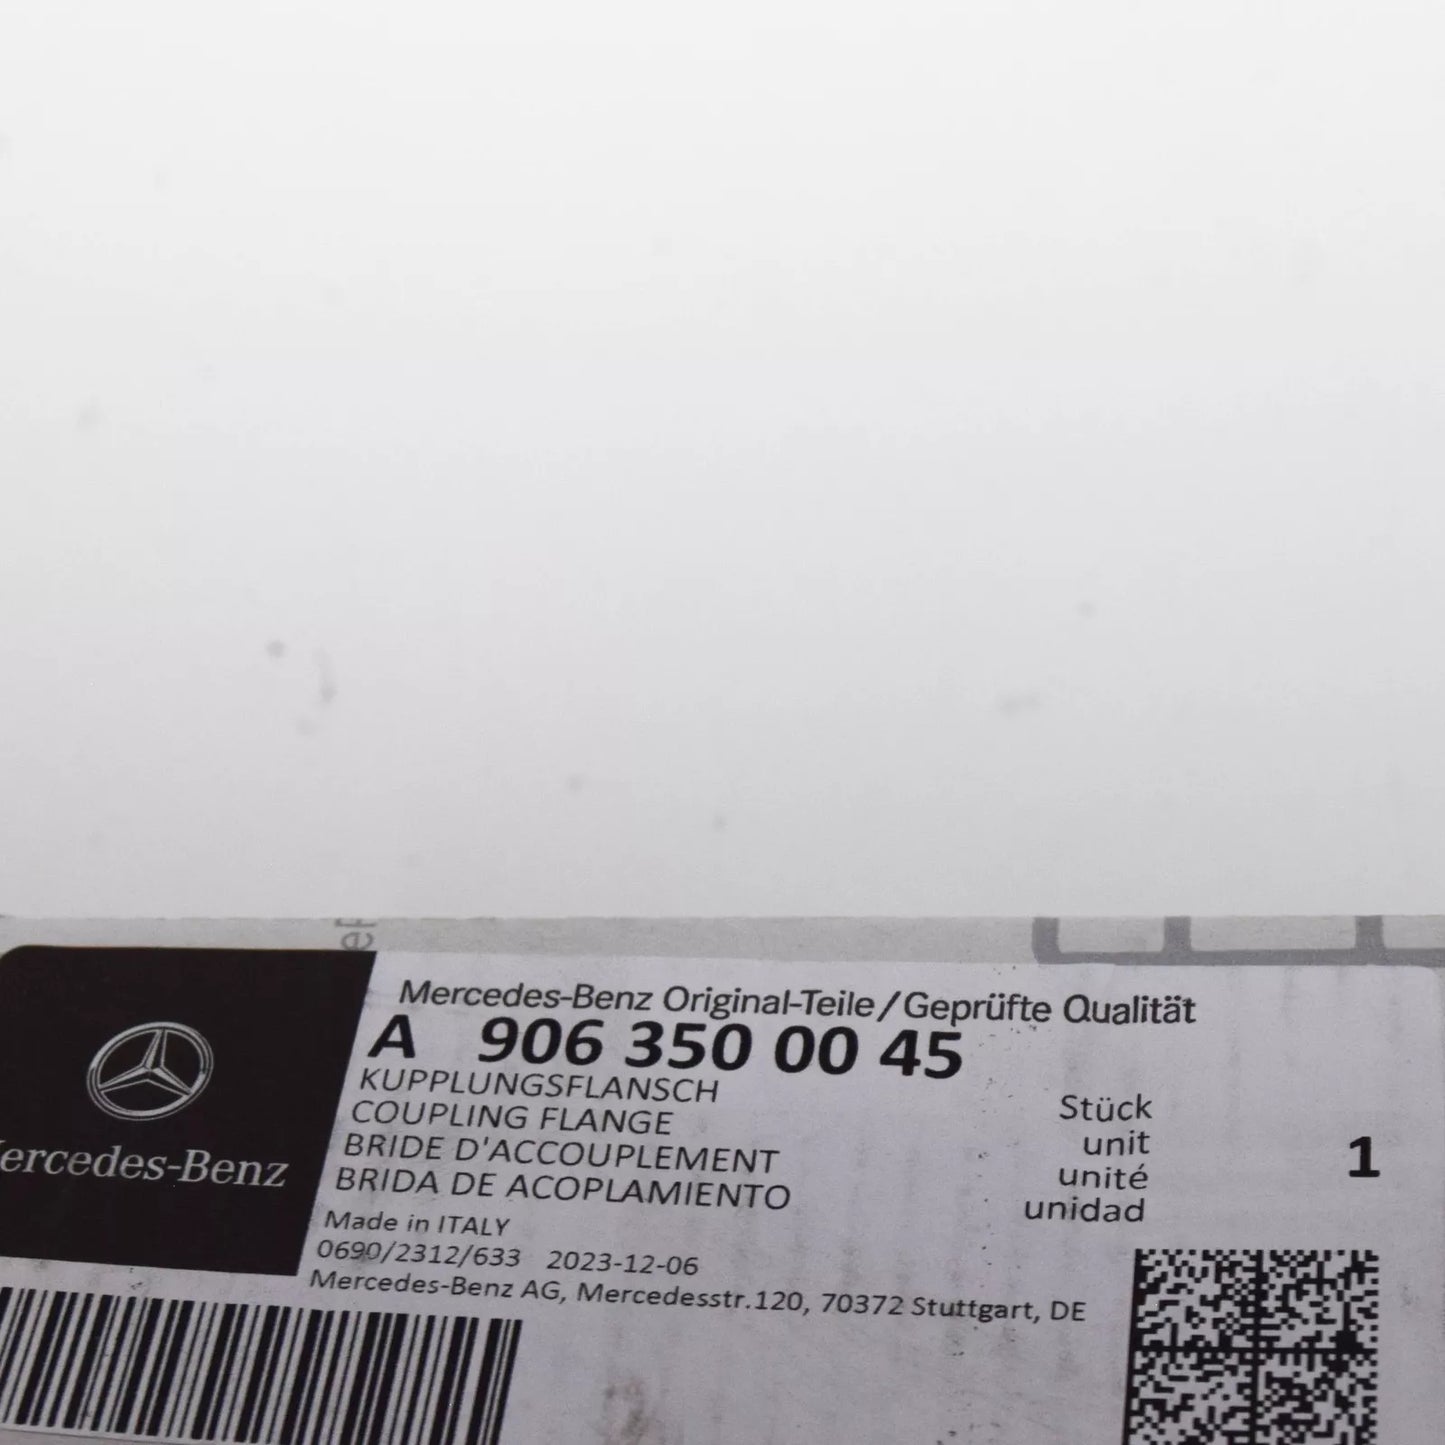 Mercedes-Benz Original-Teile/Geprüfte Qualität
A 906 350 00 45
KUPPLUNGSFLANSCH
COUPLING FLANGE
BRIDE D'ACCOUPLEMENT
BRIDA DE ACOPLAMIENTO
Stück
unit
unité
unidad
1
Made in ITALY
0690/2312/633 2023-12-06
Mercedes-Benz AG, Mercedesstr.120, 70372 Stuttgart, DE
Mercedes-Benz